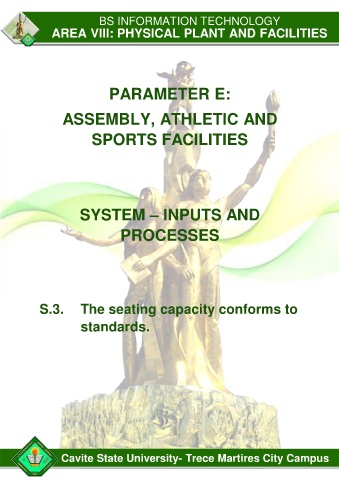 BS INFORMATION TECHNOLOGY
AREA VIII: PHYSICAL PLANT AND FACILITIES
PARAMETER E:
ASSEMBLY, ATHLETIC AND
SPORTS FACILITIES
SYSTEM – INPUTS AND
PROCESSES
S.3. The seating capacity conforms to
standards.
Cavite State University- Trece Martires City Campus